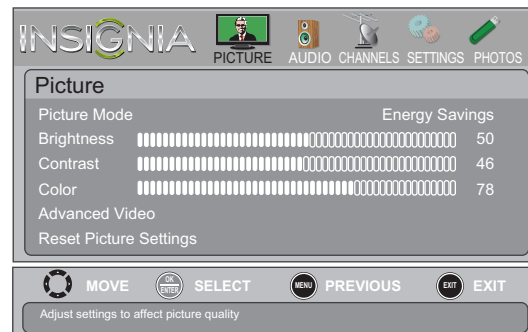 INSIGNIA
PICTURE AUDIO CHANNELS SETTINGS PHOTOS
Picture
Picture Mode Energy Savings
Brightness 50
Contrast 46
Color 78
Advanced Video
Reset Picture Settings
MOVE OK ENTER SELECT MENU PREVIOUS EXIT EXIT
Adjust settings to affect picture quality